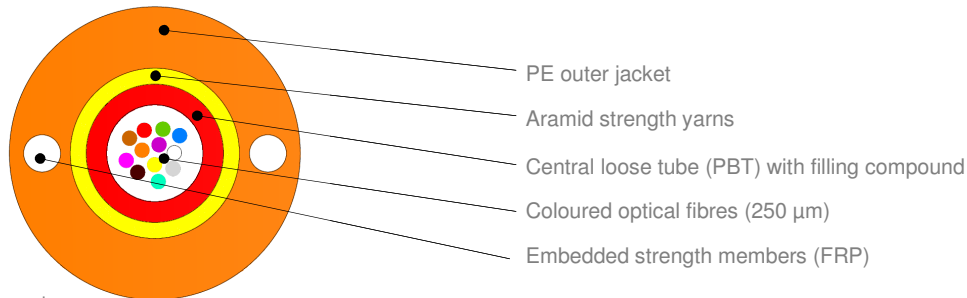 PE outer jacket
Aramid strength yarns
Central loose tube (PBT) with filling compound
Coloured optical fibres (250 µm)
Embedded strength members (FRP)